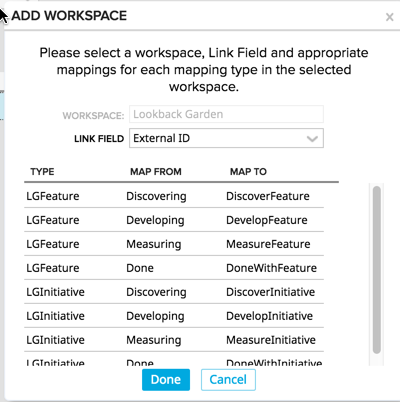 ADD WORKSPACE
Please select a workspace, Link Field and appropriate
mappings for each mapping type in the selected
workspace.
WORKSPACE: Lookback Garden
LINK FIELD External ID
TYPE MAP FROM MAP TO
LGFeature Discovering DiscoverFeature
LGFeature Developing DevelopFeature
LGFeature Measuring MeasureFeature
LGFeature Done DoneWithFeature
LGInitiative Discovering DiscoverInitiative
LGInitiative Developing DevelopInitiative
LGInitiative Measuring MeasureInitiative
LGInitiative Done DoneWithInitiative
Done Cancel